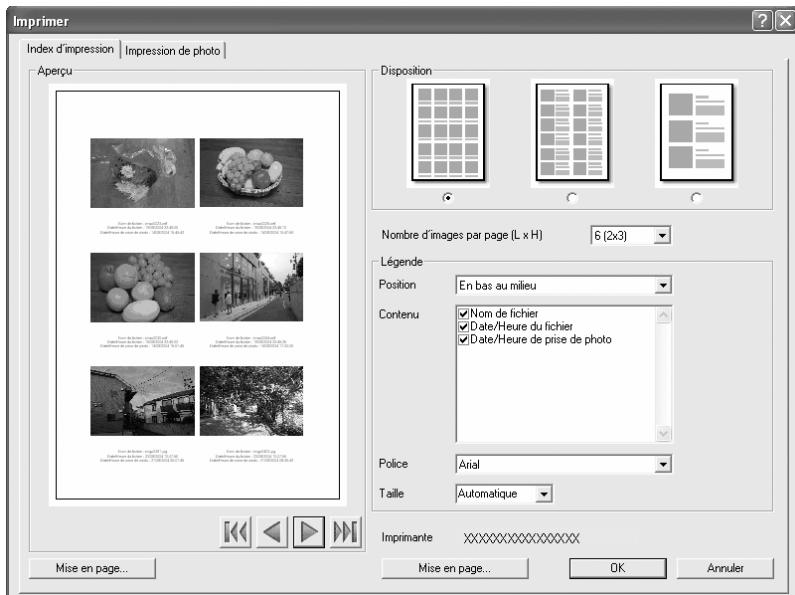 Imprimer
Index d'impression
Impression de photo
Aperçu
Mise en page...
Disposition
Nombre d'images par page (L x H)
6 (2x3)
Légende
Position
En bas au milieu
Contenu
Nom de fichier
Date/Heure du fichier
Date/Heure de prise de photo
Police
Arial
Taille
Automatique
Imprimante
XXXXXXXXXXXXXXXXX
Mise en page...
OK
Annuler